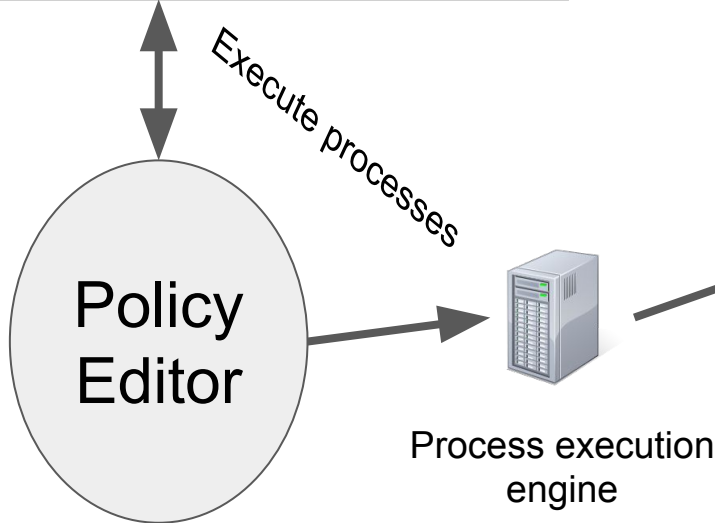 Execute processes
Policy
Editor
Process execution
engine